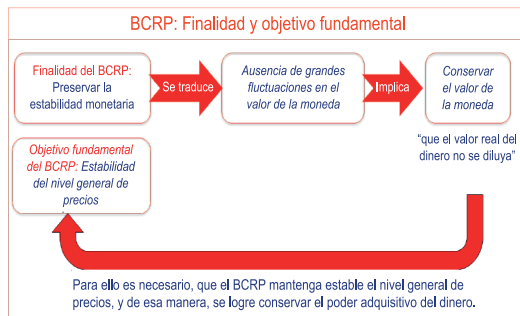 BCRP: Finalidad y objetivo fundamental
Finalidad del BCRP:
Preservar la
estabilidad monetaria
Se traduce
Ausencia de grandes
fluctuaciones en el
valor de la moneda
Implica
Conservar
el valor de
la moneda
“que el valor real del
dinero no se diluya”
Objetivo fundamental
del BCRP: Estabilidad
del nivel general de
precios
Para ello es necesario, que el BCRP mantenga estable el nivel general de
precios, y de esa manera, se logre conservar el poder adquisitivo del dinero.